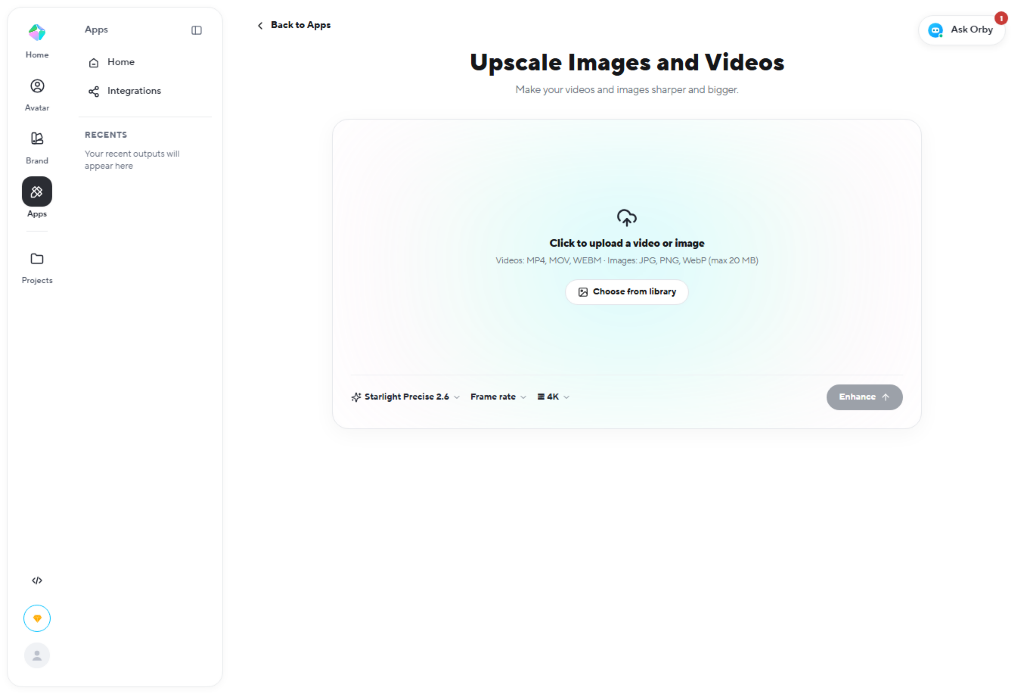 Home
Avatar
Brand
Apps
Projects
Apps
Home
Integrations
RECENTS
Your recent outputs will
appear here
Back to Apps
1
Ask Orby
Upscale Images and Videos
Make your videos and images sharper and bigger.
Click to upload a video or image
Videos: MP4, MOV, WEBM · Images: JPG, PNG, WebP (max 20 MB)
Choose from library
Starlight Precise 2.6
Frame rate
4K
Enhance